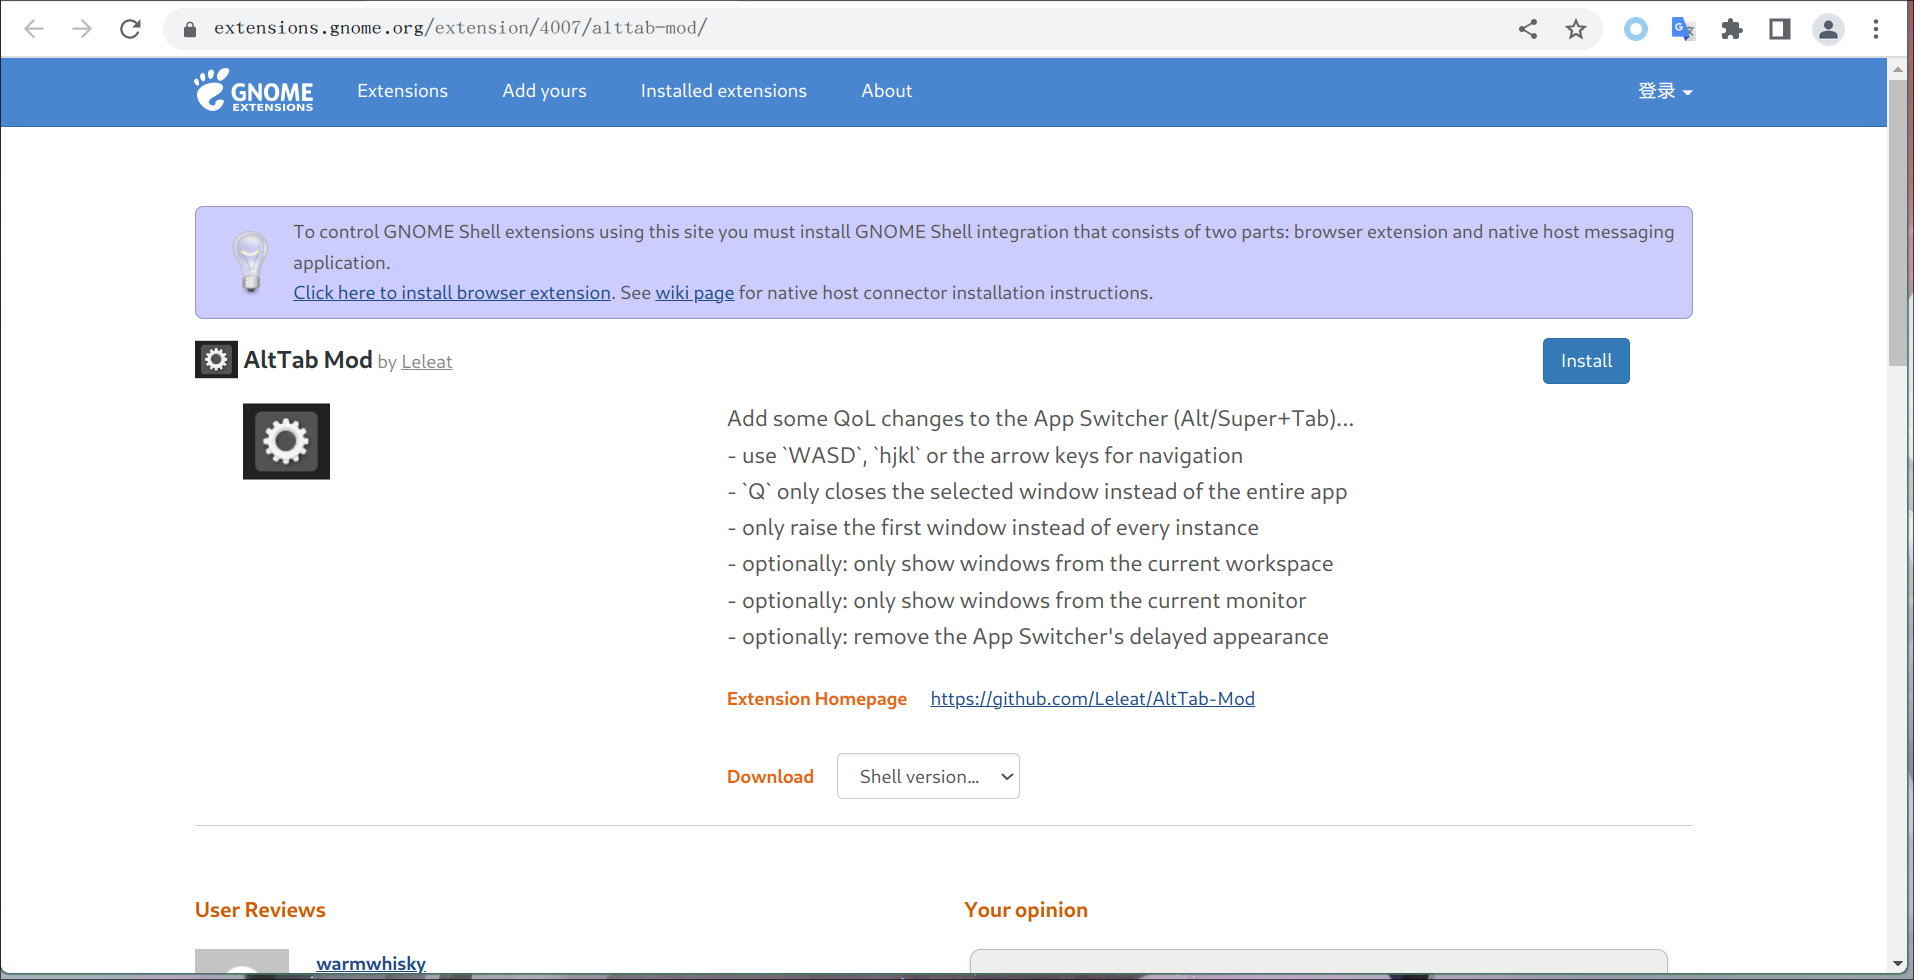 extensions.gnome.org/extension/4007/alttab-mod/
GNOME
EXTENSIONS
Extensions
Add yours
Installed extensions
About
登录
To control GNOME Shell extensions using this site you must install GNOME Shell integration that consists of two parts: browser extension and native host messaging
application.
Click here to install browser extension. See wiki page for native host connector installation instructions.
AltTab Mod by Leleat
Install
Add some QoL changes to the App Switcher (Alt/Super+Tab)...
- use `WASD`, `hjkl` or the arrow keys for navigation
- `Q` only closes the selected window instead of the entire app
- only raise the first window instead of every instance
- optionally: only show windows from the current workspace
- optionally: only show windows from the current monitor
- optionally: remove the App Switcher's delayed appearance
Extension Homepage https://github.com/Leleat/AltTab-Mod
Download Shell version...
User Reviews
Your opinion
warmwhisky